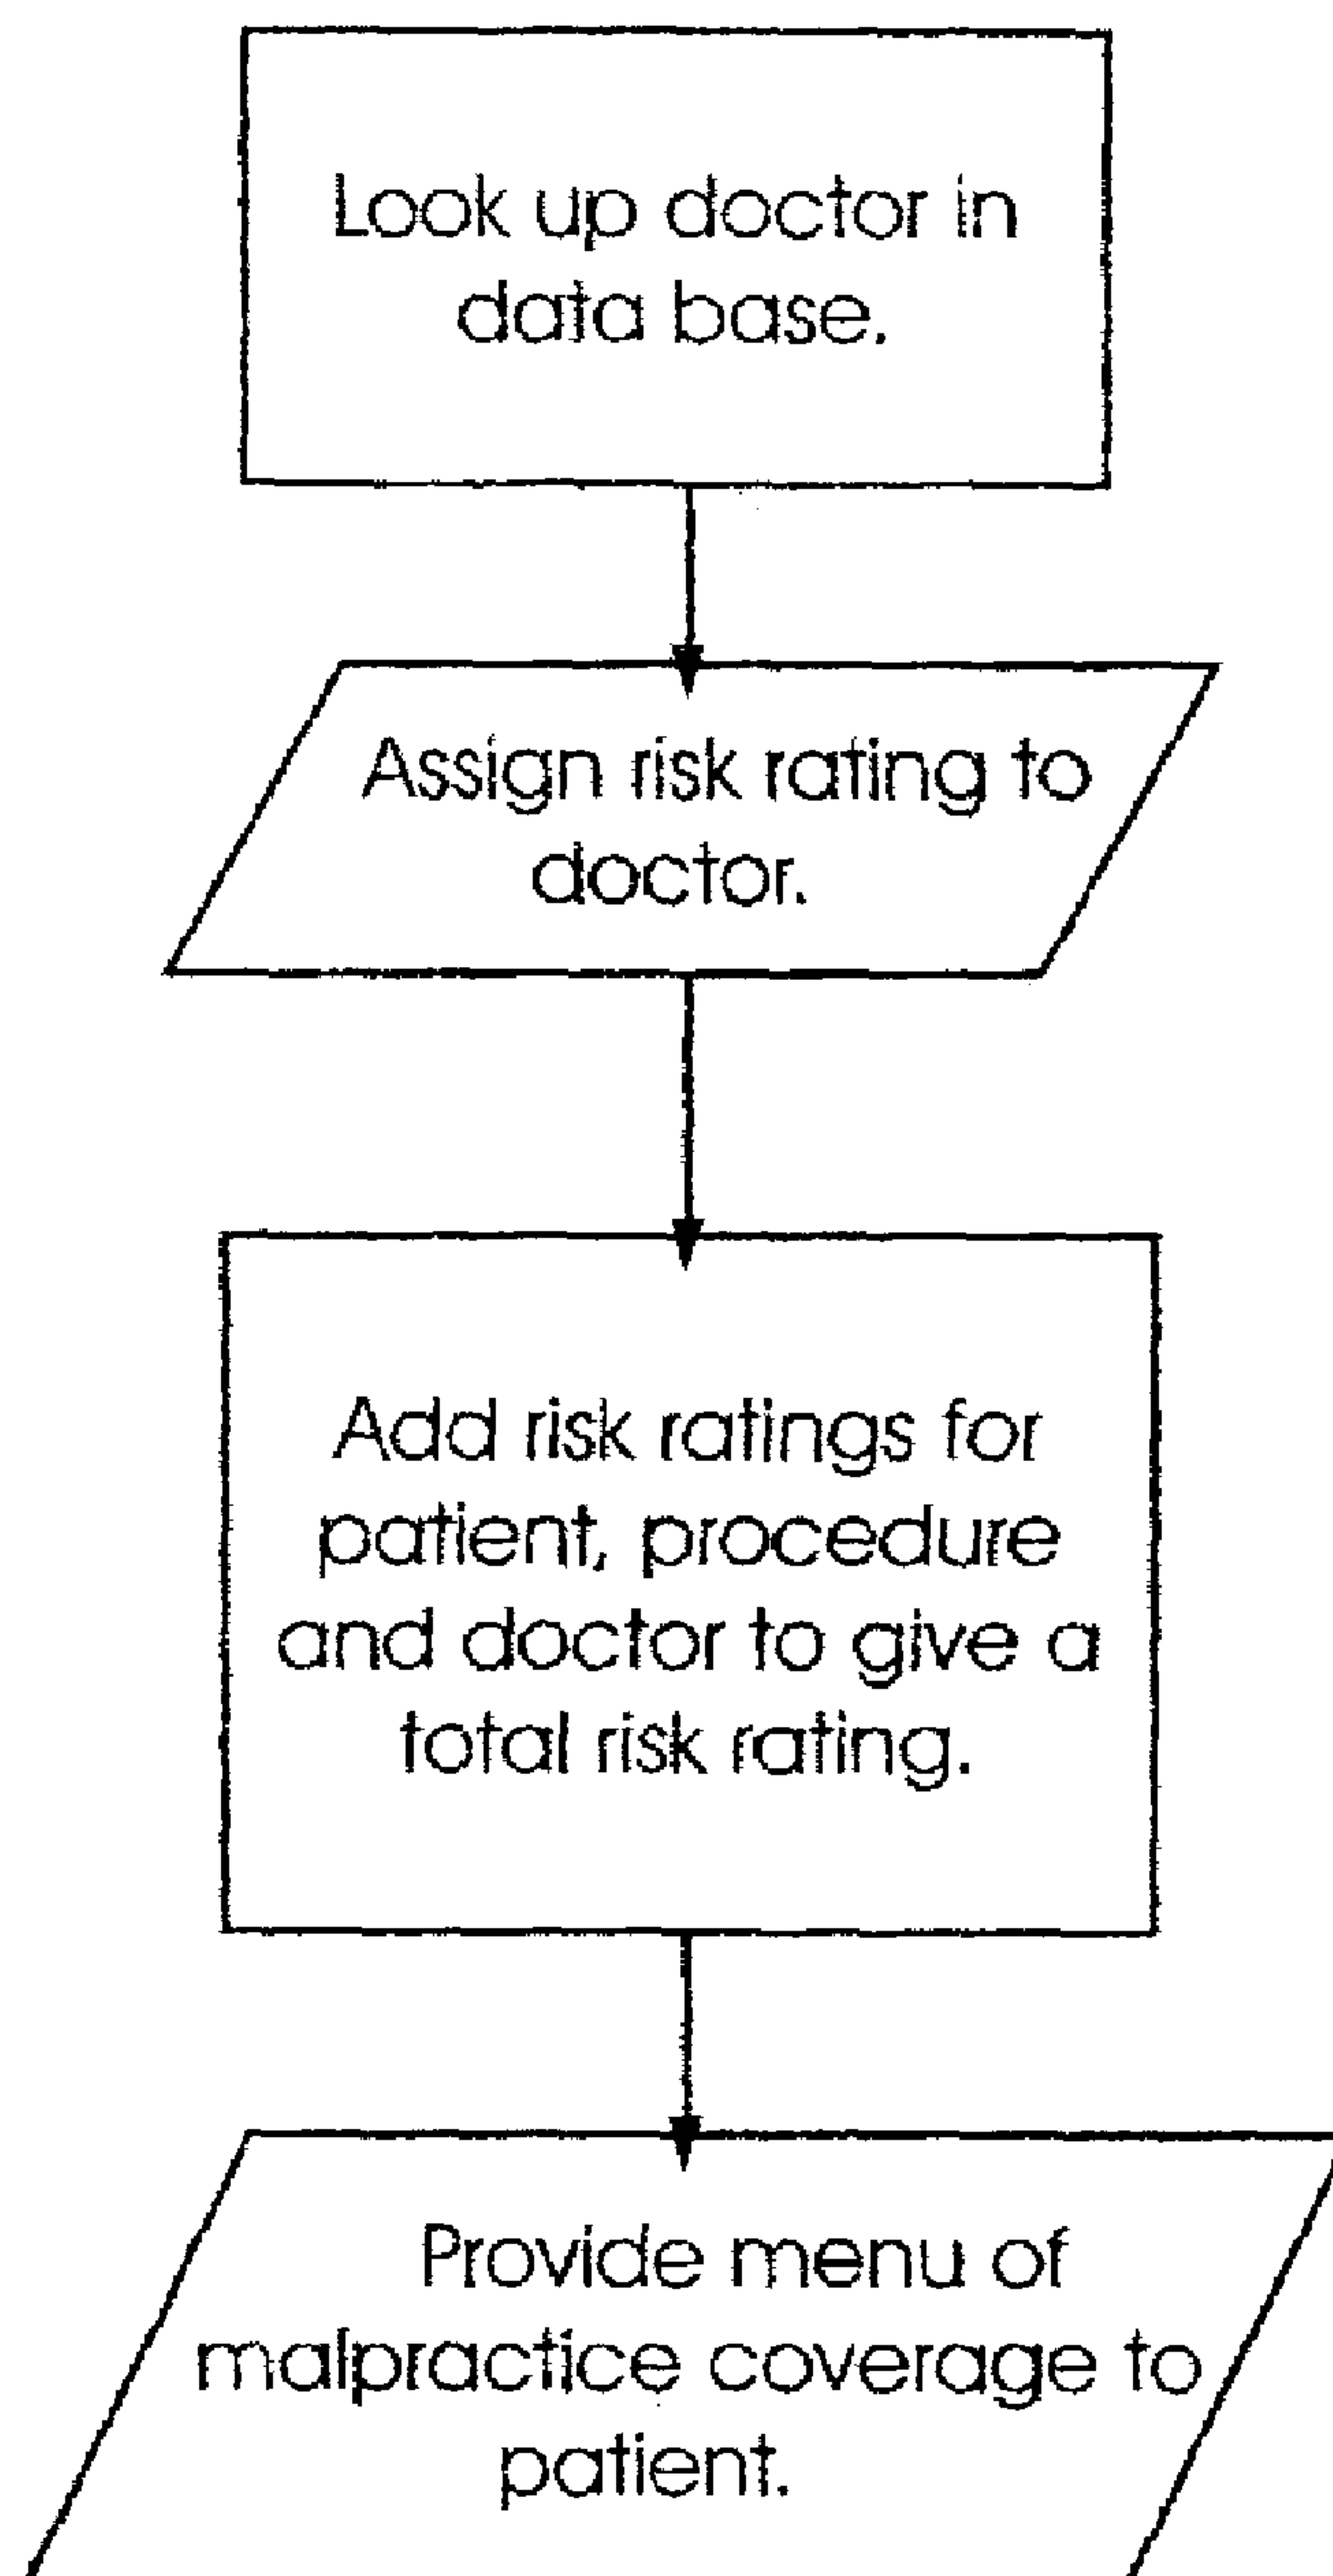 Look up doctor in
data base.
Assign risk rating to
doctor.
Add risk ratings for
patient, procedure
and doctor to give a
total risk rating.
Provide menu of
malpractice coverage to
patient.